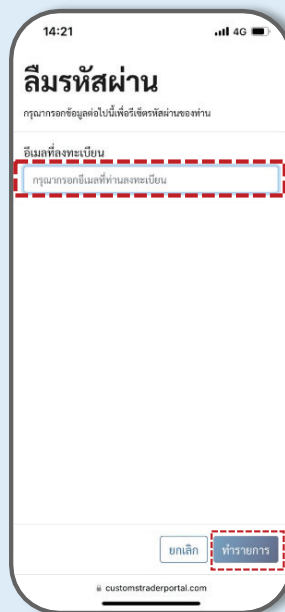 14:21
4G
ลืมรหัสผ่าน
กรุณากรอกข้อมูลต่อไปนี้เพื่อรีเซ็ตรหัสผ่านของท่าน
อีเมลที่ลงทะเบียน
กรุณากรอกอีเมลที่ท่านลงทะเบียน
ยกเลิก ทำรายการ
customstraderportal.com